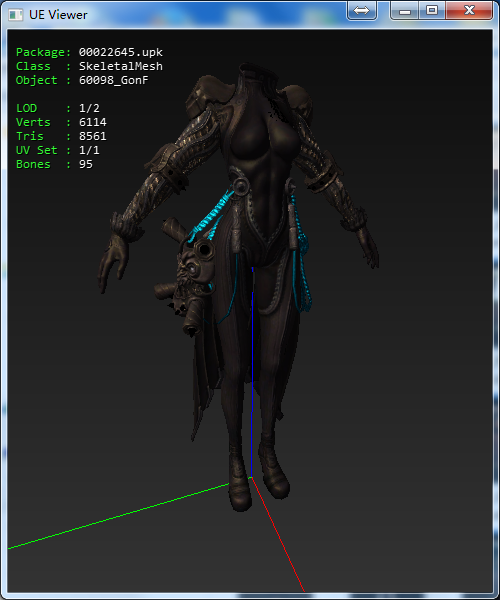 UE Viewer
Package: 00022645.upk
Class : SkeletalMesh
Object : 60098_GonF
LOD : 1/2
Verts : 6114
Tris : 8561
UV Set : 1/1
Bones : 95